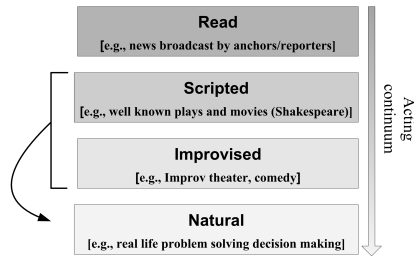 Read
[e.g., news broadcast by anchors/reporters]
Scripted
[e.g., well known plays and movies (Shakespeare)]
Improvised
[e.g., Improv theater, comedy]
Natural
[e.g., real life problem solving decision making]
Acting
continuum